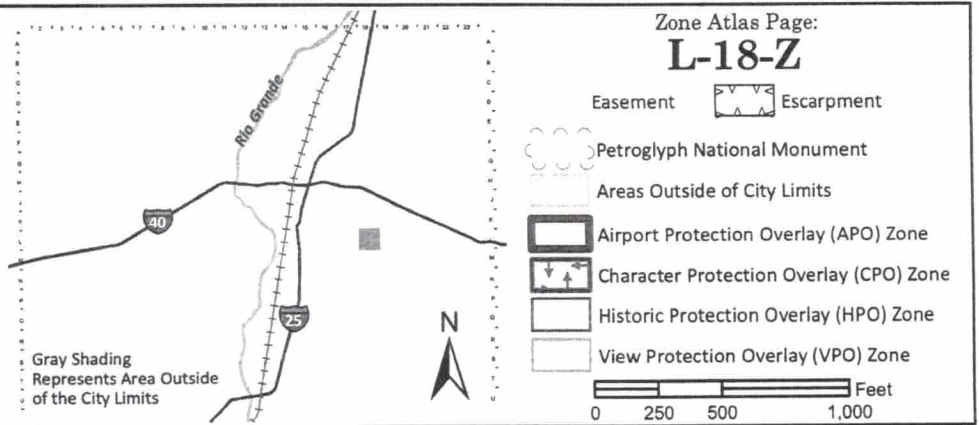 Zone Atlas Page:
L-18-Z
Easement
Escarpment
Petroglyph National Monument
Areas Outside of City Limits
Airport Protection Overlay (APO) Zone
Character Protection Overlay (CPO) Zone
Historic Protection Overlay (HPO) Zone
View Protection Overlay (VPO) Zone
Feet
0 250 500 1,000
Rio Grande
40
25
N
Gray Shading
Represents Area Outside
of the City Limits